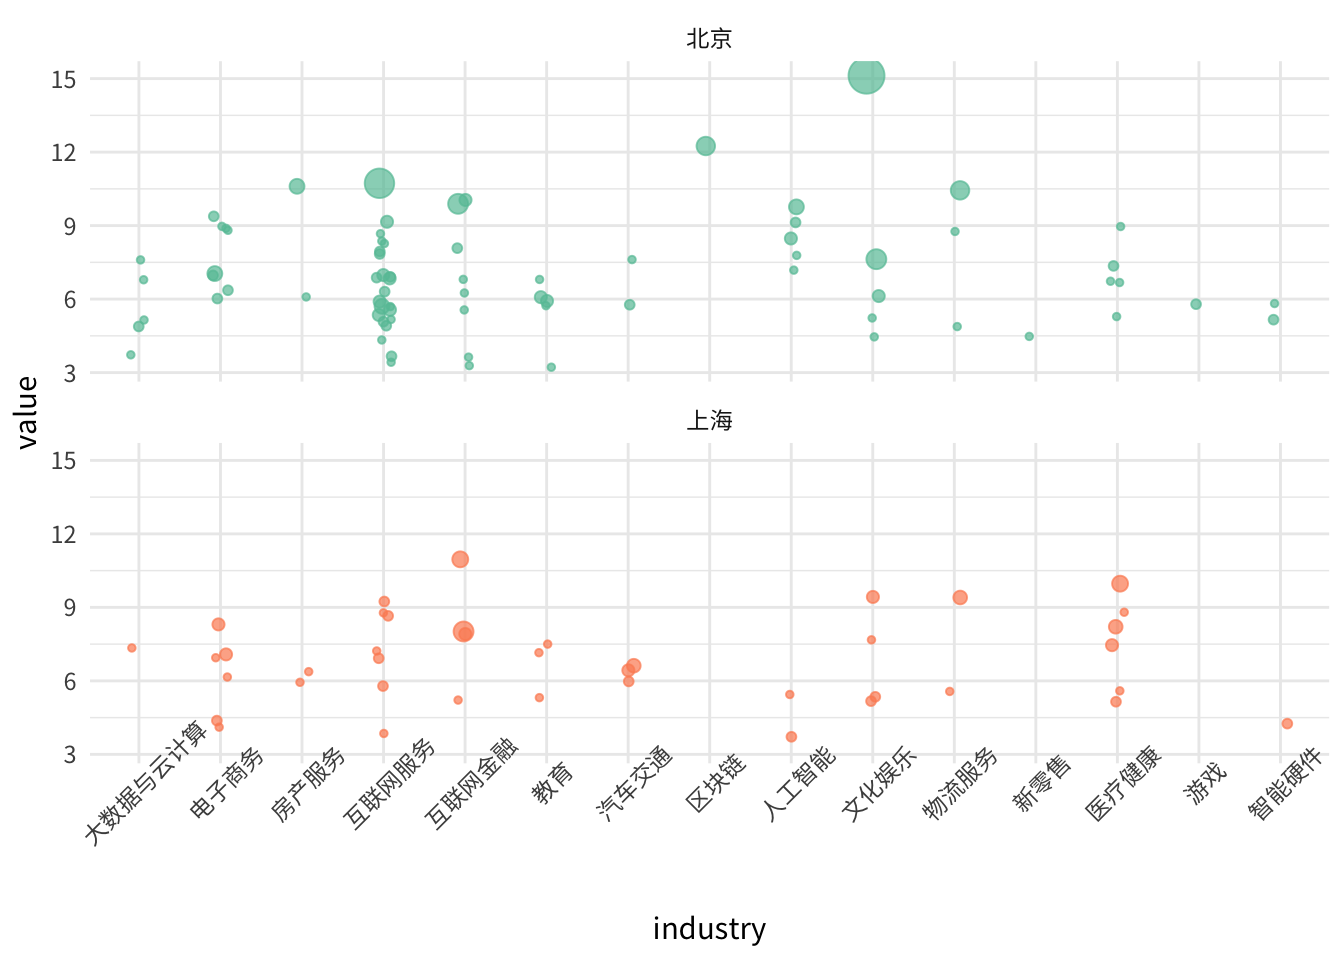 北京
15
12
9
6
3
value
上海
15
12
9
6
3
大数据与云计算
电子商务
房产服务
互联网服务
互联网金融
教育
汽车交通
区块链
人工智能
文化娱乐
物流服务
新零售
医疗健康
游戏
智能硬件
industry